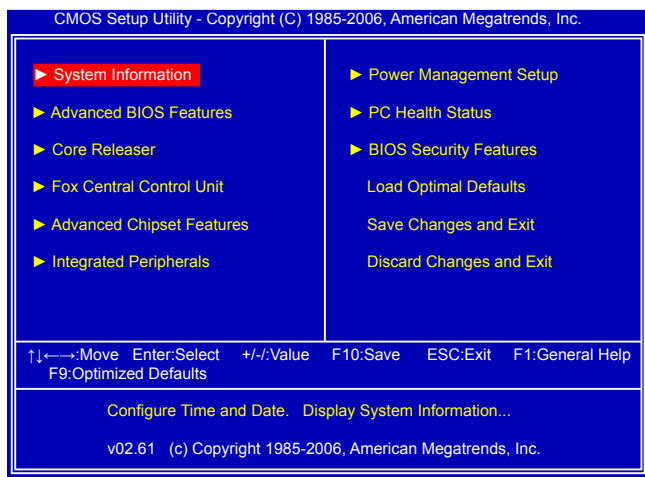 CMOS Setup Utility - Copyright (C) 1985-2006, American Megatrends, Inc.
► System Information
► Advanced BIOS Features
► Core Releaser
► Fox Central Control Unit
► Advanced Chipset Features
► Integrated Peripherals
► Power Management Setup
► PC Health Status
► BIOS Security Features
Load Optimal Defaults
Save Changes and Exit
Discard Changes and Exit
↑↓←→:Move Enter:Select +/-/:Value F10:Save ESC:Exit F1:General Help
F9:Optimized Defaults
Configure Time and Date. Display System Information...
v02.61 (c) Copyright 1985-2006, American Megatrends, Inc.